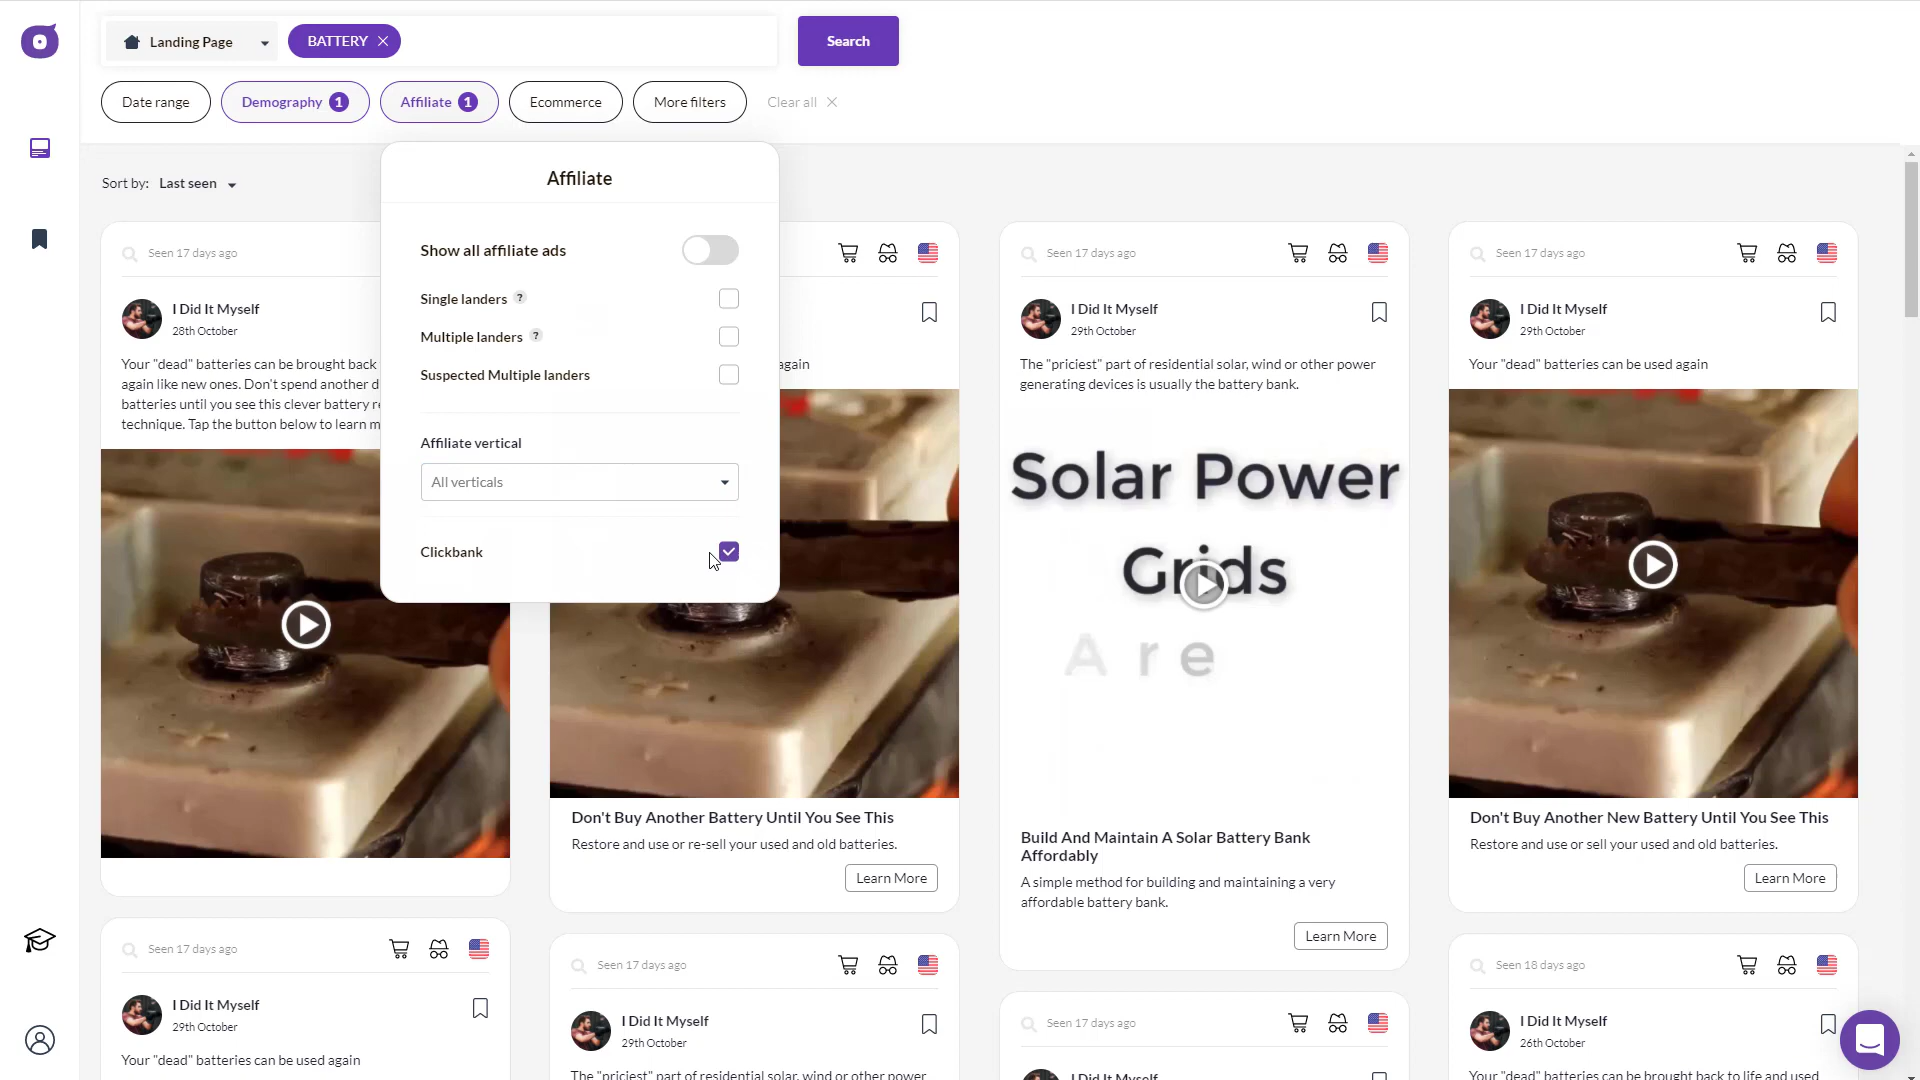 Landing Page
BATTERY
Search
Date range
Demography 1
Affiliate 1
Ecommerce
More filters
Clear all
Sort by: Last seen
Affiliate
Show all affiliate ads
Single landers ?
Multiple landers ?
Suspected Multiple landers
Affiliate vertical
All verticals
Clickbank
Seen 17 days ago
I Did It Myself
28th October
Your "dead" batteries can be brought back
again like new ones. Don't spend another d
batteries until you see this clever battery re
technique. Tap the button below to learn m
again
Don't Buy Another Battery Until You See This
Restore and use or re-sell your used and old batteries.
Learn More
Seen 17 days ago
I Did It Myself
29th October
The "priciest" part of residential solar, wind or other power
generating devices is usually the battery bank.
Solar Power
Grids
Are
Build And Maintain A Solar Battery Bank
Affordably
A simple method for building and maintaining a very
affordable battery bank.
Learn More
Seen 17 days ago
I Did It Myself
29th October
Your "dead" batteries can be used again
Don't Buy Another New Battery Until You See This
Restore and use or sell your used and old batteries.
Learn More
Seen 17 days ago
I Did It Myself
29th October
Your "dead" batteries can be used again
Seen 17 days ago
I Did It Myself
29th October
The "priciest" part of residential solar, wind or other power
Seen 17 days ago
I Did It Myself
Seen 18 days ago
I Did It Myself
26th October
Your "dead" batteries can be brought back to life and used